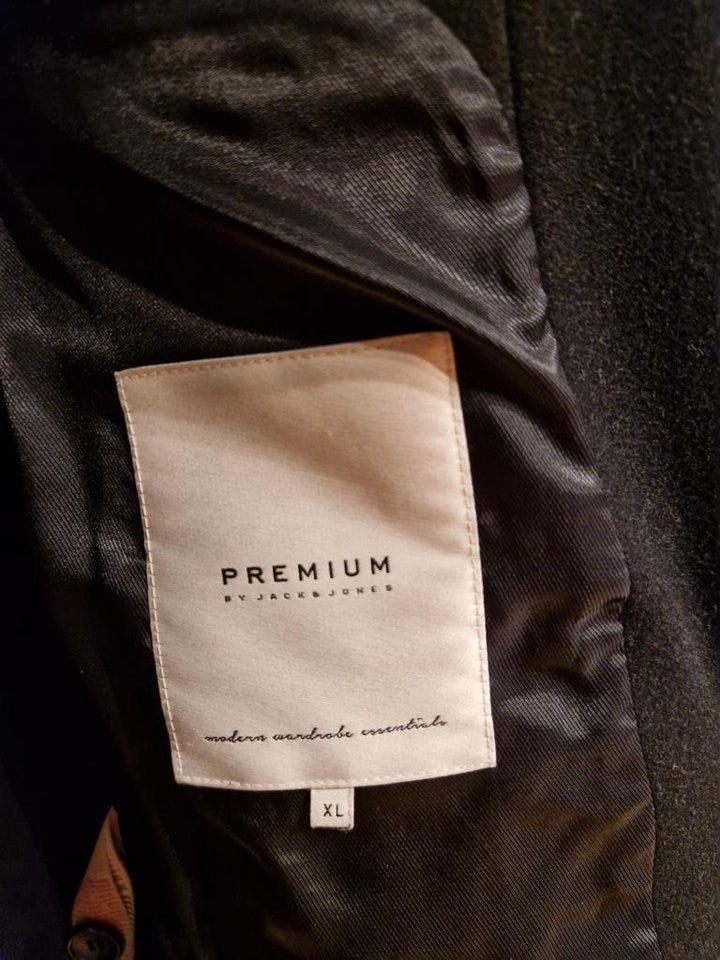 PREMIUM
BY JACK & JONES
modern wardrobe essentials
XL